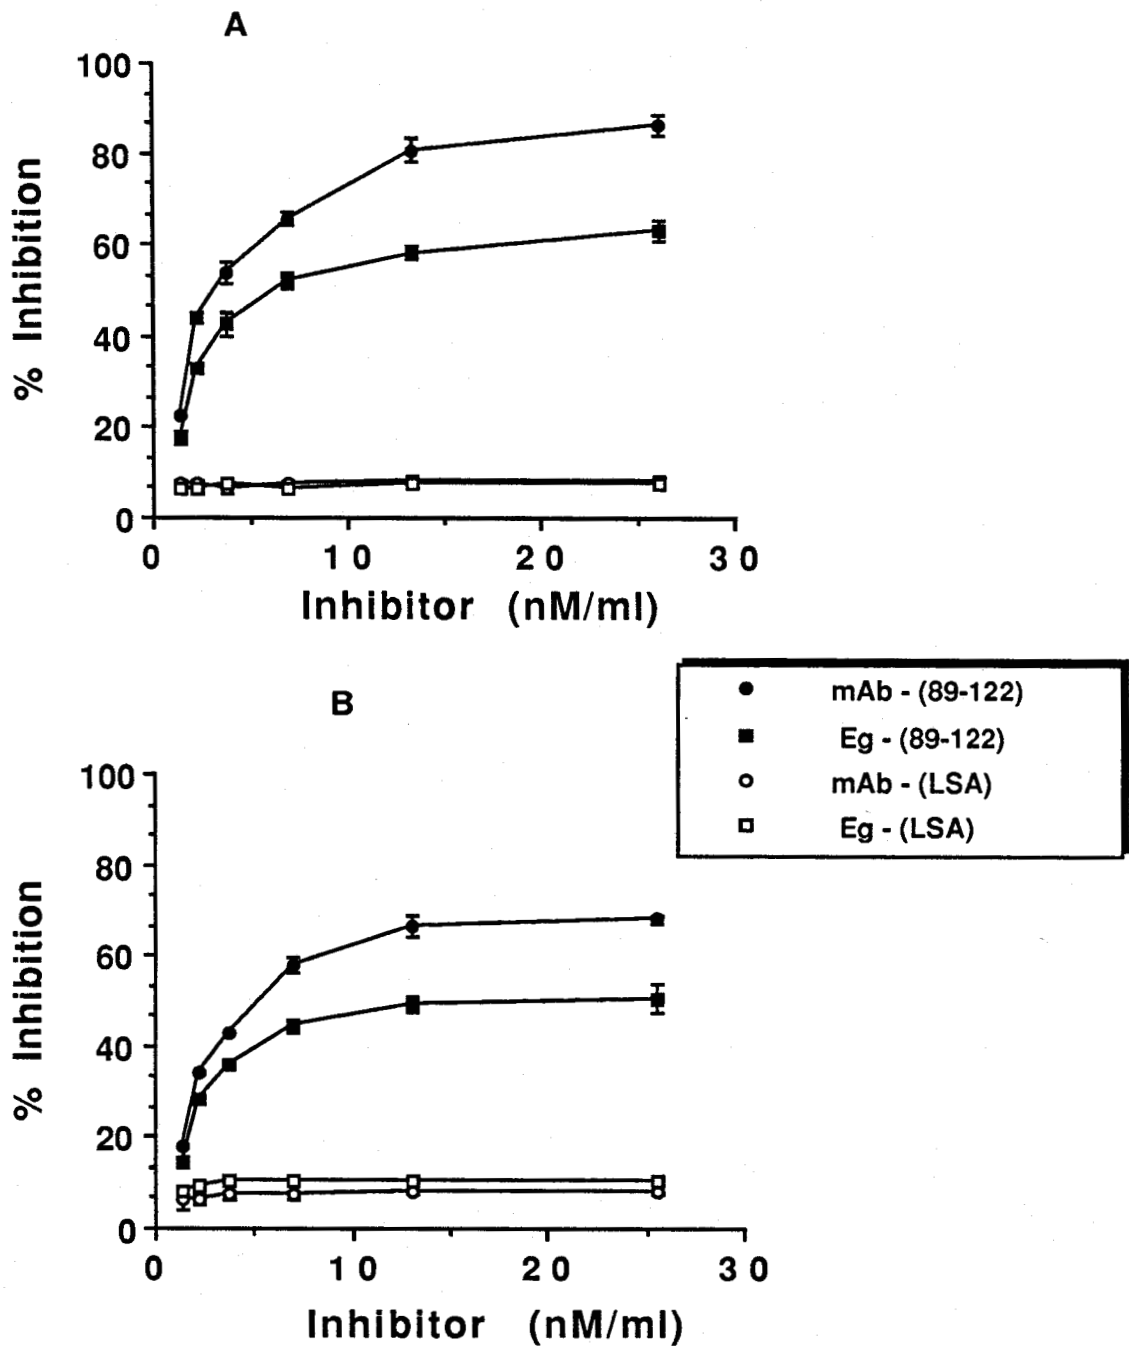 A
100
80
60
40
20
0
% Inhibition
0 10 20 30
Inhibitor (nM/ml)
mAb - (89-122)
Eg - (89-122)
mAb - (LSA)
Eg - (LSA)
B
100
80
60
40
20
0
% Inhibition
0 10 20 30
Inhibitor (nM/ml)